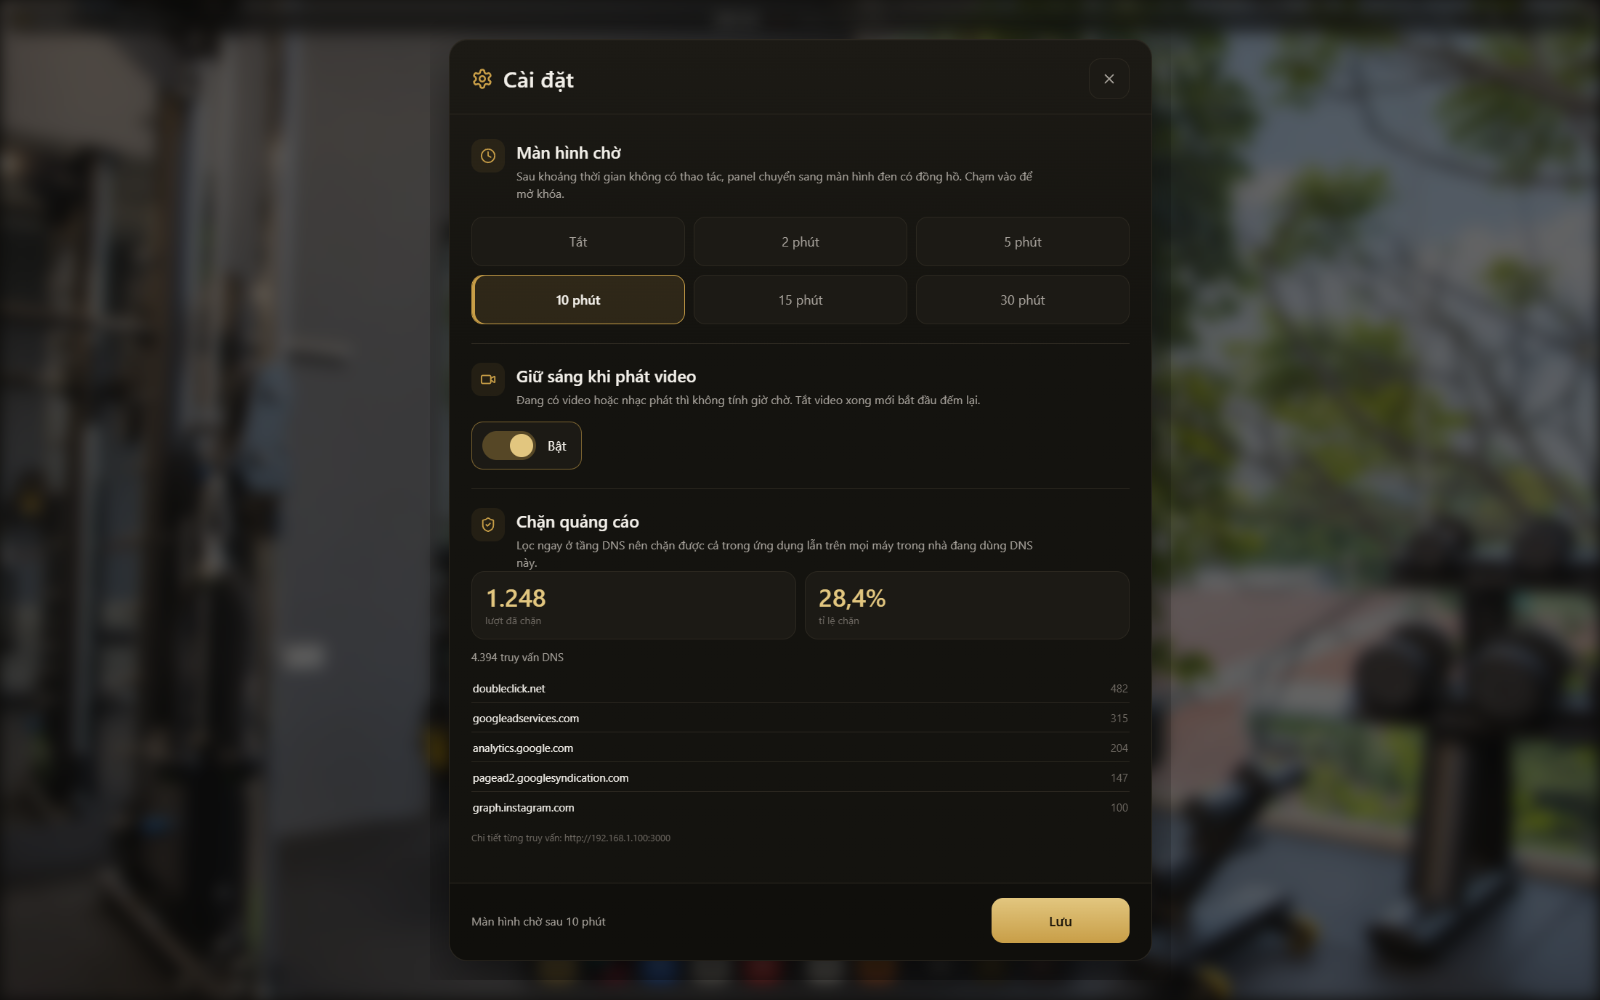 Cài đặt
Màn hình chờ
Sau khoảng thời gian không có thao tác, panel chuyển sang màn hình đen có đồng hồ. Chạm vào để
mở khóa.
Tắt
2 phút
5 phút
10 phút
15 phút
30 phút
Giữ sáng khi phát video
Đang có video hoặc nhạc phát thì không tính giờ chờ. Tắt video xong mới bắt đầu đếm lại.
Bật
Chặn quảng cáo
Lọc ngay ở tầng DNS nên chặn được cả trong ứng dụng lẫn trên mọi máy trong nhà đang dùng DNS
này.
1.248
lượt đã chặn
28,4%
tỉ lệ chặn
4.394 truy vấn DNS
doubleclick.net 482
googleadservices.com 315
analytics.google.com 204
pagead2.googlesyndication.com 147
graph.instagram.com 100
Chi tiết từng truy vấn: http://192.168.1.100:3000
Màn hình chờ sau 10 phút
Lưu